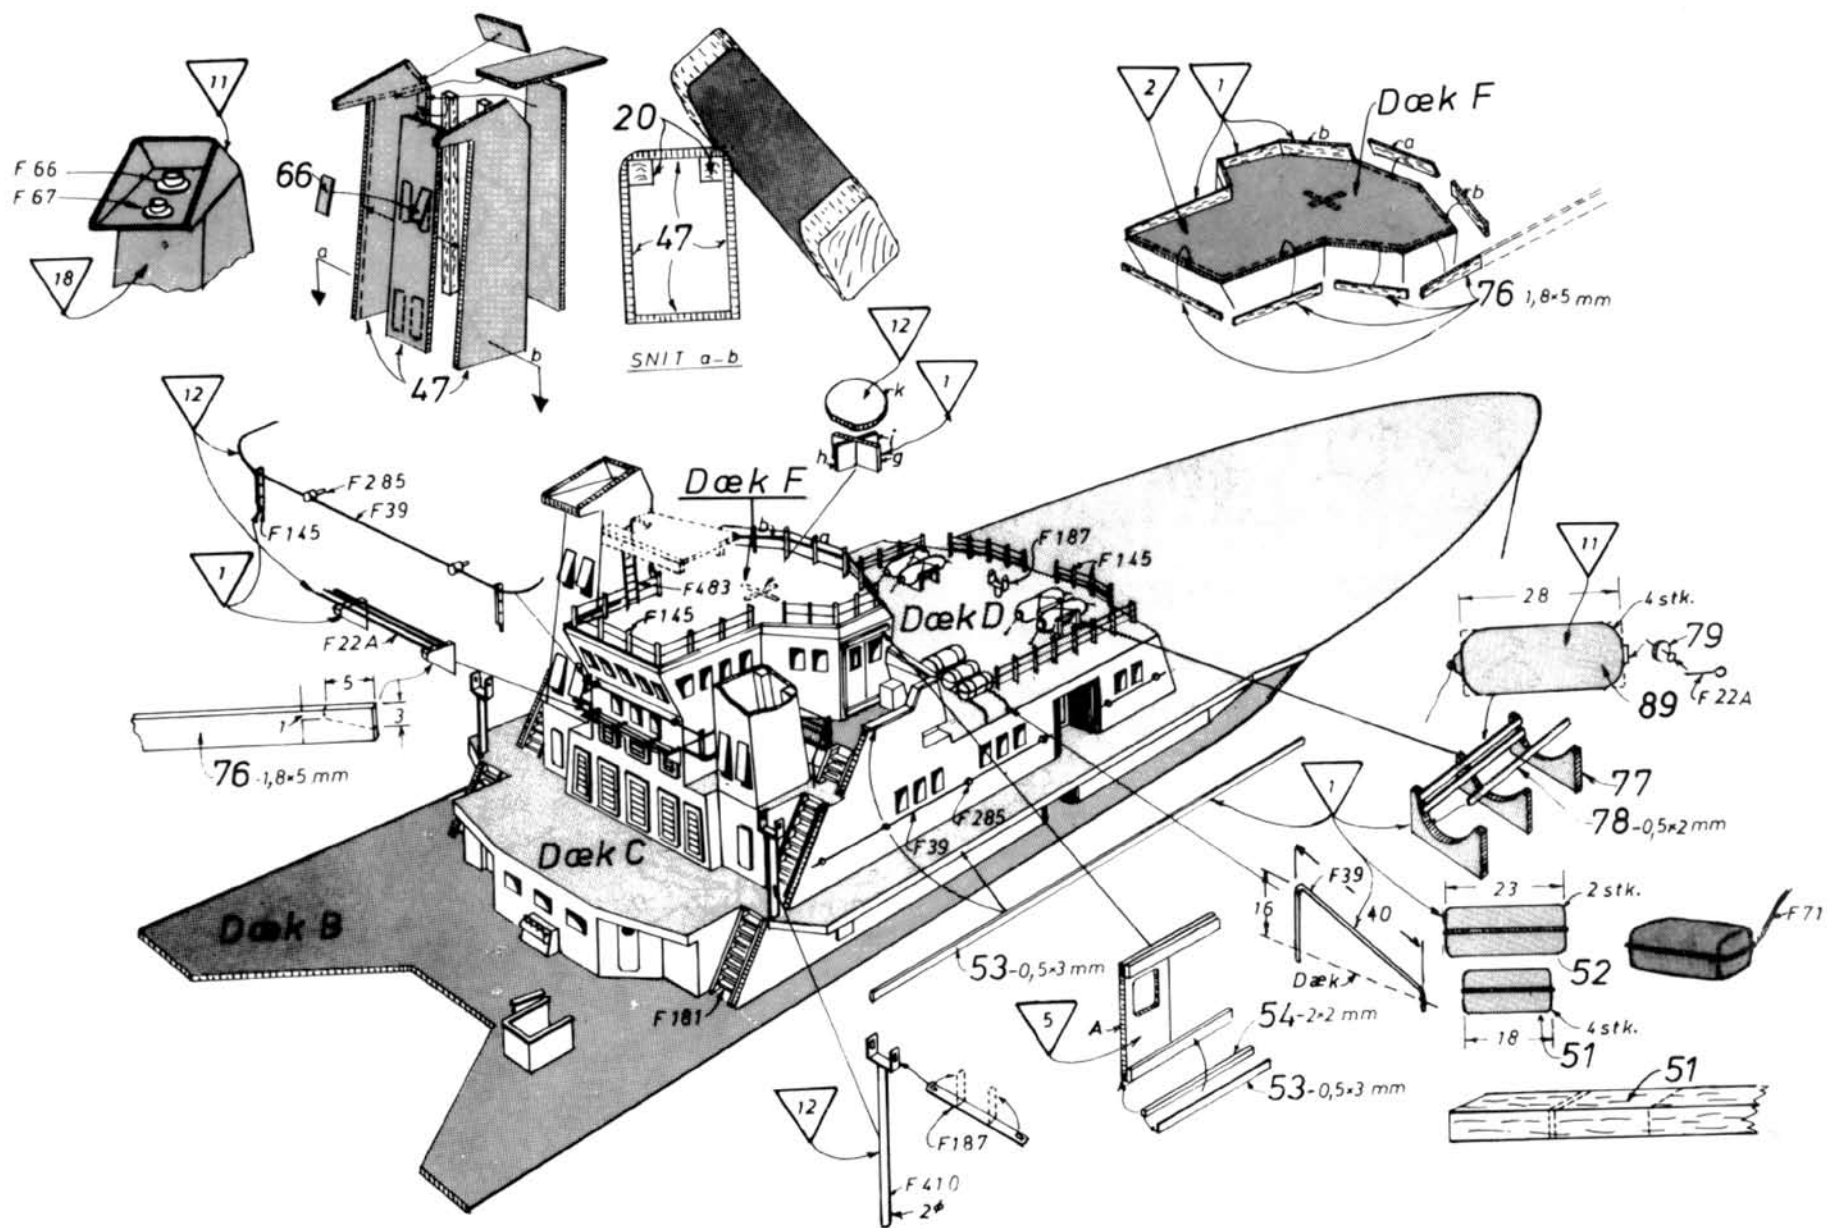 11
F 66
F 67
18
66
a
47
b
20
47
SNIT a-b
2
1
Dæk F
b
a
b
76 1,8×5 mm
12
1
k
i
h
g
12
F285
F39
F145
1
F22A
5
1
3
76 -1,8×5 mm
Dæk F
b
a
F483
F145
F187
F145
Dæk D
F285
F39
Dæk C
Dæk B
F181
11
28
4 stk.
79
F22A
89
77
78 -0,5×2 mm
1
F39
16
40
Dæk
23
2 stk.
52
F71
4 stk.
18
51
51
53 -0,5×3 mm
5
A
54 -2×2 mm
53 -0,5×3 mm
12
F187
F410
2ϕ